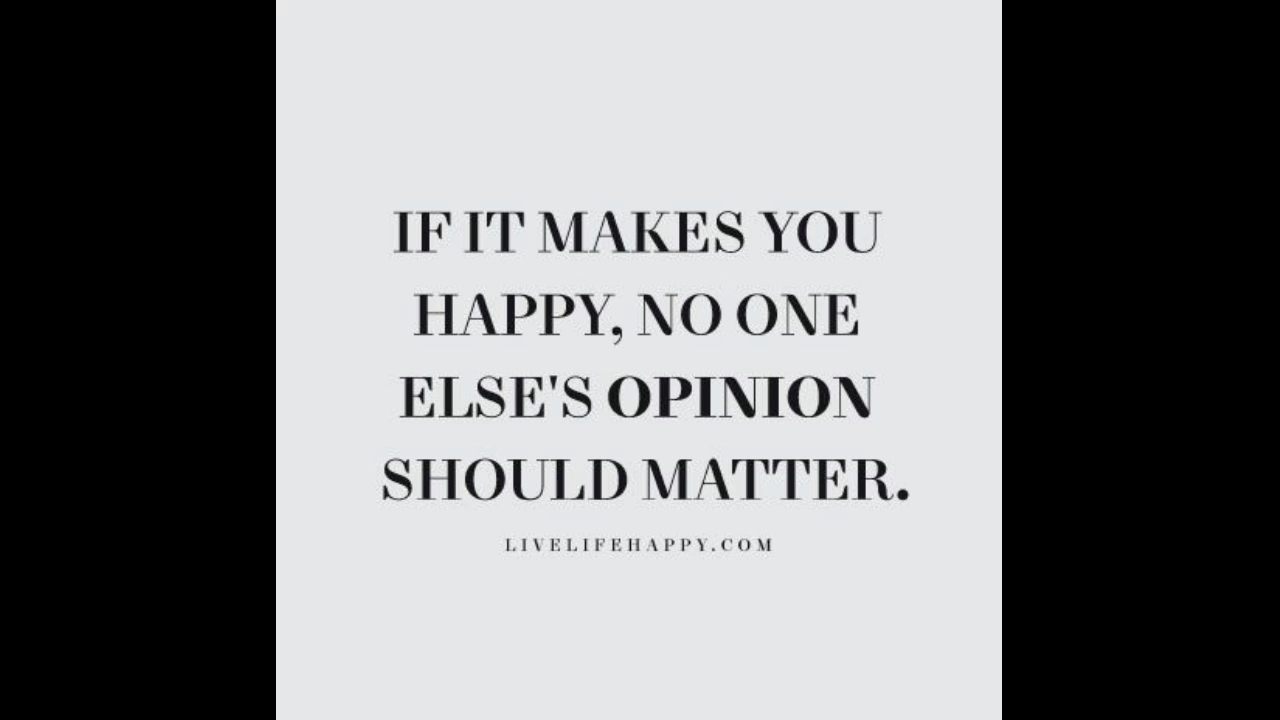 IF IT MAKES YOU
HAPPY, NO ONE
ELSE'S OPINION
SHOULD MATTER.
LIVELIFEHAPPY.COM